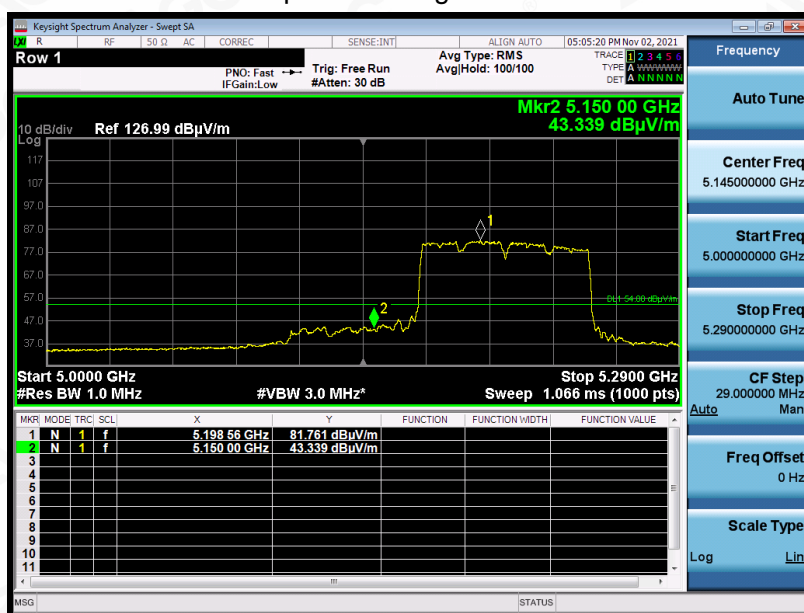 Keysight Spectrum Analyzer - Swept SA
LXI R RF 50 Ω AC CORREC SENSE:INT ALIGN AUTO 05:05:20 PM Nov 02, 2021
Row 1
PNO: Fast
IFGain:Low
Trig: Free Run
#Atten: 30 dB
Avg Type: RMS
Avg|Hold: 100/100
TRACE 1 2 3 4 5 6
TYPE A WWWWW
DET A N N N N N
Mkr2 5.150 00 GHz
43.339 dBµV/m
10 dB/div Ref 126.99 dBµV/m
Log
117
107
97.0
87.0
77.0
67.0
57.0
47.0
37.0
1
2
DL1 54.00 dBµV/m
Start 5.0000 GHz Stop 5.2900 GHz
#Res BW 1.0 MHz #VBW 3.0 MHz* Sweep 1.066 ms (1000 pts)
MKR MODE TRC SCL X Y FUNCTION FUNCTION WIDTH FUNCTION VALUE
1 N 1 f 5.198 56 GHz 81.761 dBµV/m
2 N 1 f 5.150 00 GHz 43.339 dBµV/m
3
4
5
6
7
8
9
10
11
MSG STATUS
Frequency
Auto Tune
Center Freq
5.145000000 GHz
Start Freq
5.000000000 GHz
Stop Freq
5.290000000 GHz
CF Step
29.000000 MHz
Auto Man
Freq Offset
0 Hz
Scale Type
Log Lin